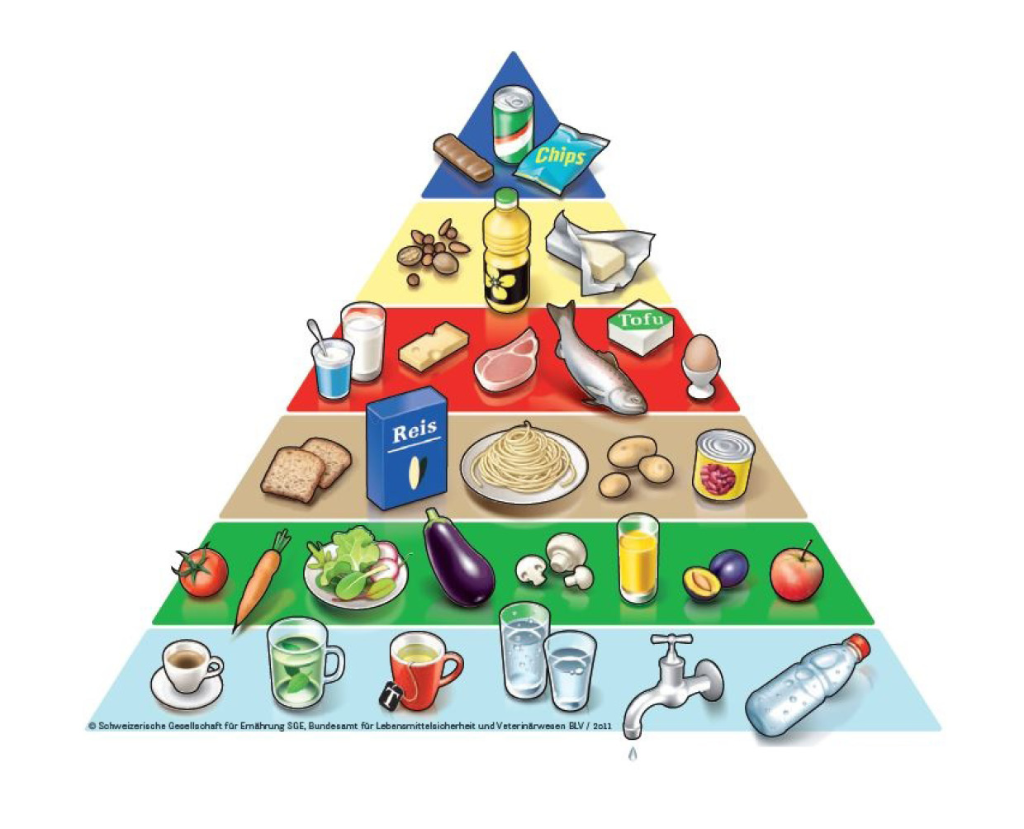 Chips
Tofu
Reis
T
© Schweizerische Gesellschaft für Ernährung SGE, Bundesamt für Lebensmittelsicherheit und Veterinärwesen BLV / 2011